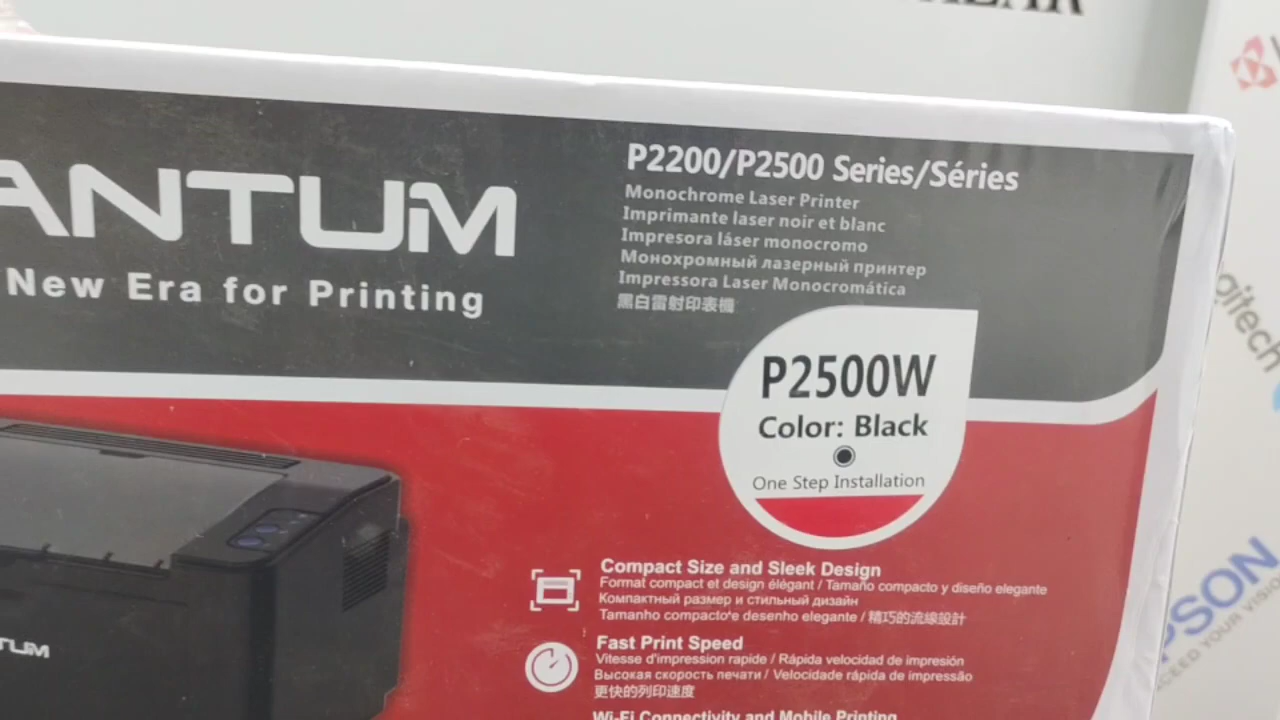 ANTUM
New Era for Printing
P2200/P2500 Series/Séries
Monochrome Laser Printer
Imprimante laser noir et blanc
Impresora láser monocromo
Монохромный лазерный принтер
Impressora Laser Monocromática
黑白雷射印表機
P2500W
Color: Black
One Step Installation
Compact Size and Sleek Design
Format compact et design élégant / Tamaño compacto y diseño elegante
Компактный размер и стильный дизайн
Tamanho compacto e desenho elegante / 精巧的流線設計
Fast Print Speed
Vitesse d'impression rapide / Rápida velocidad de impresión
Высокая скорость печати / Velocidade rápida de impressão
更快的列印速度
Wi-Fi Connectivity and Mobile Printing
TUM
gitech
PSON
CEED YOUR VISION